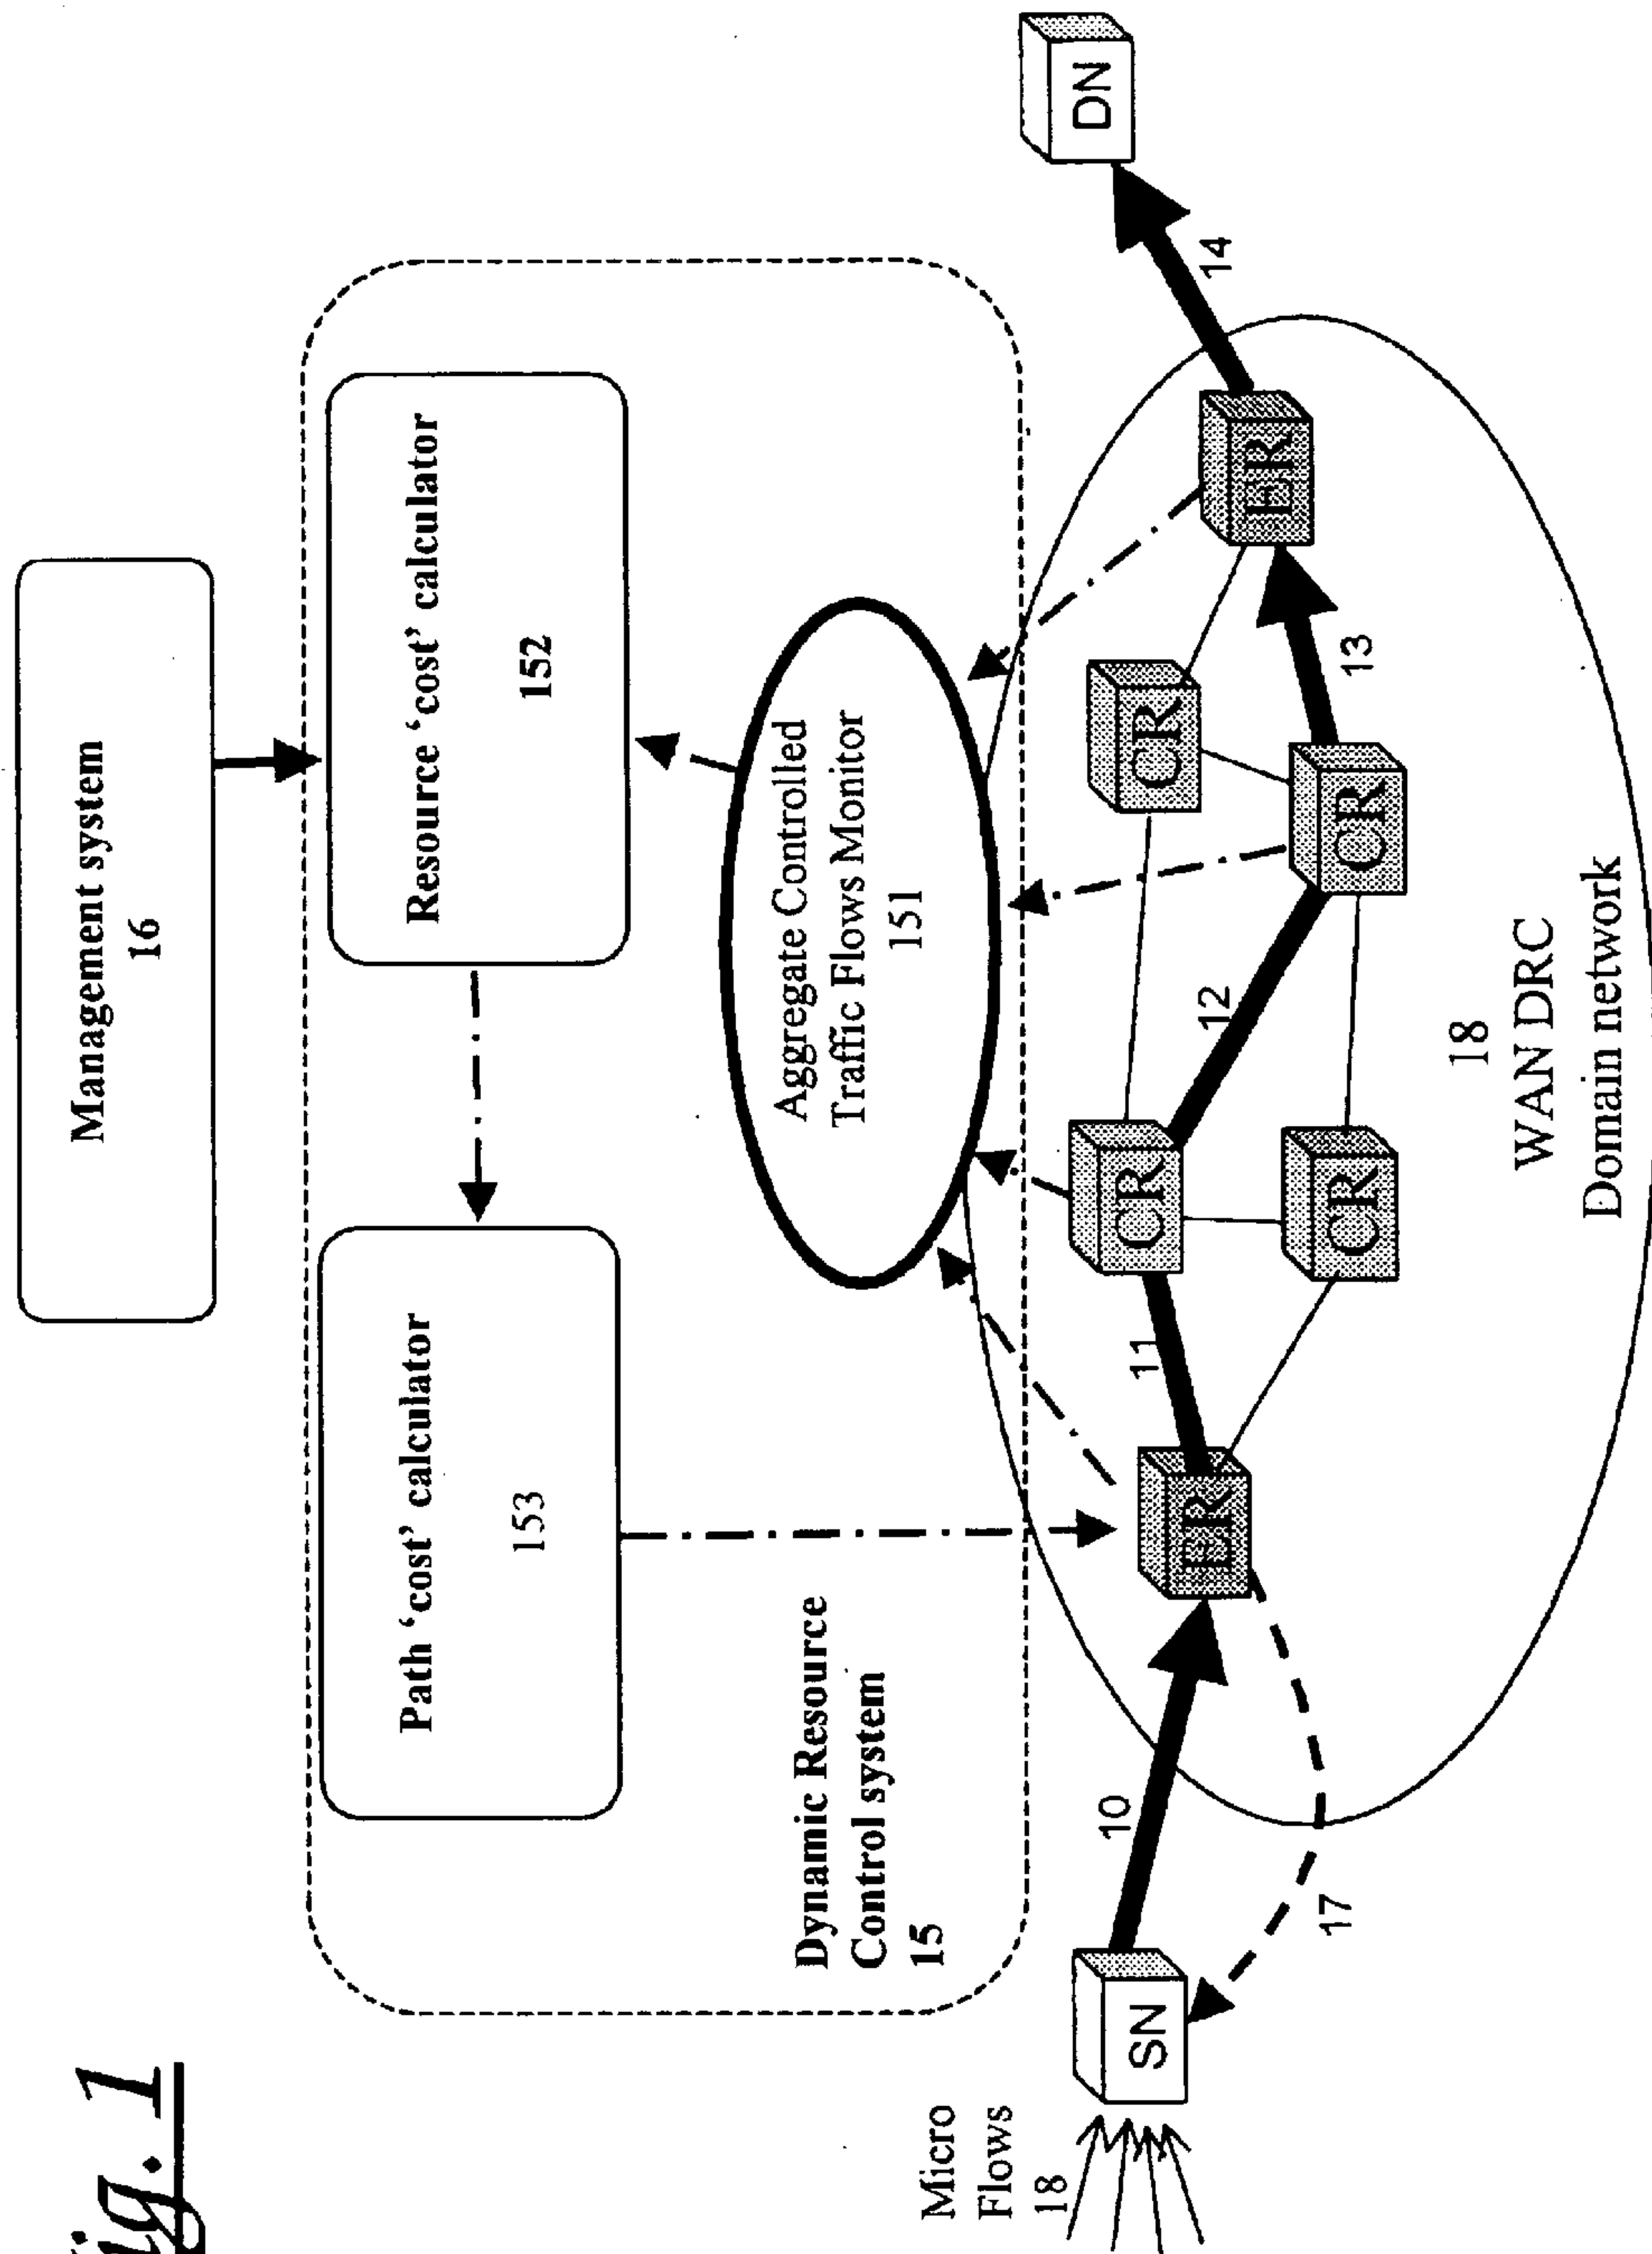 Fig. 1
Management system
16
Path ‘cost’ calculator
153
Resource ‘cost’ calculator
152
Dynamic Resource
Control system
15
Aggregate Controlled
Traffic Flows Monitor
151
Micro
Flows
18
SN
10
17
ER
11
CR
CR
12
CR
CR
13
ER
14
DN
18
WAN DRC
Domain network